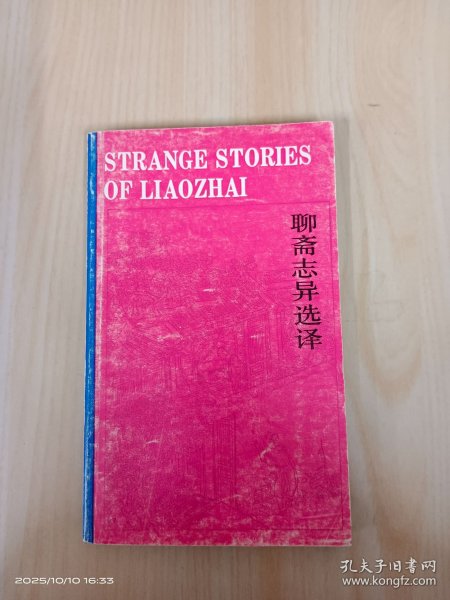 STRANGE STORIES
OF LIAOZHAI
聊斋志异选译
2025/10/10 16:33
孔夫子旧书网
www.kongfz.com